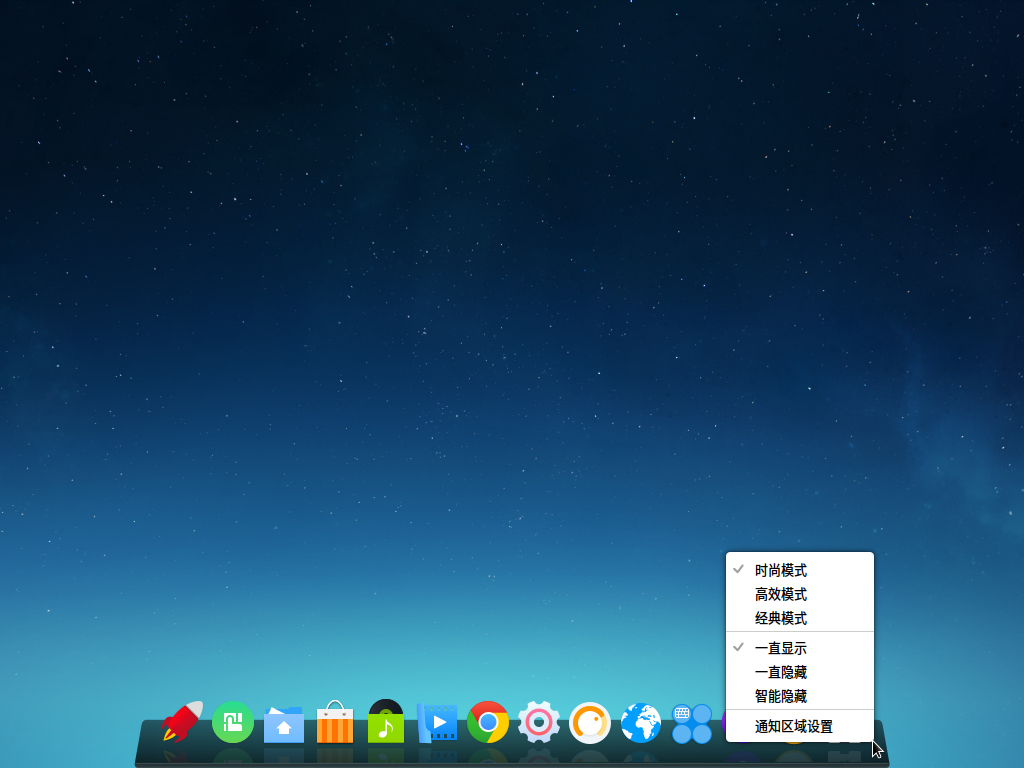 时尚模式
高效模式
经典模式
一直显示
一直隐藏
智能隐藏
通知区域设置